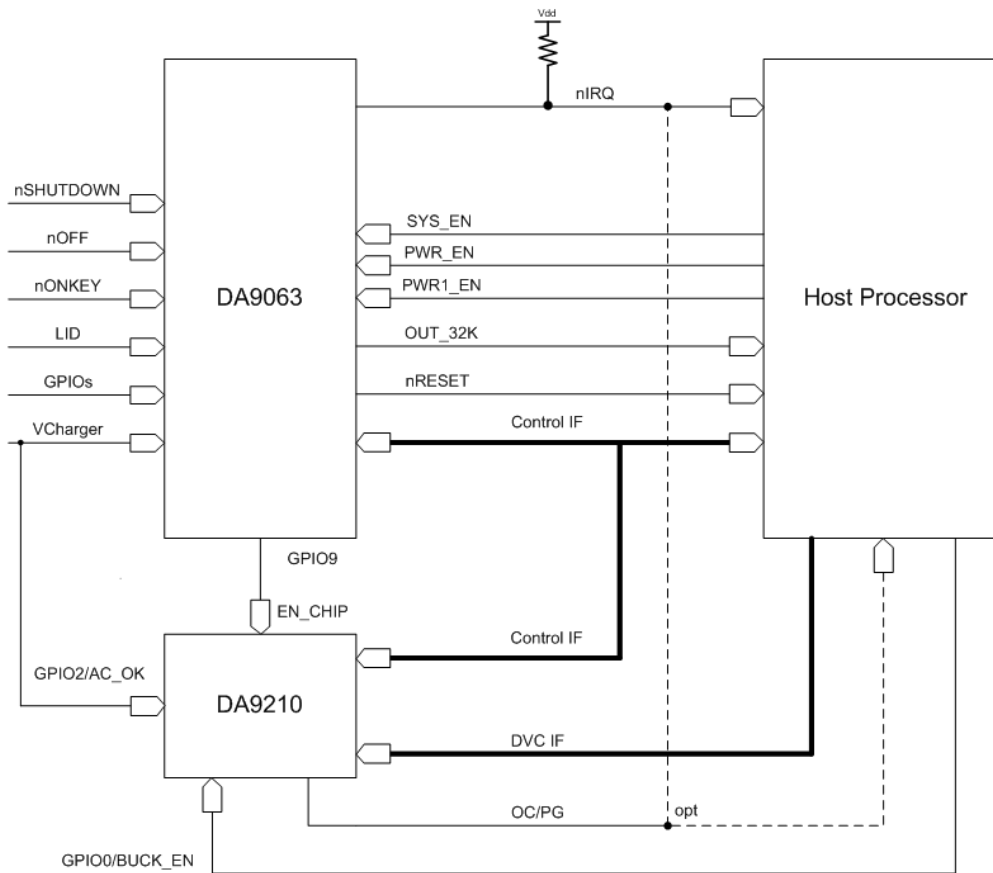 Vdd
nIRQ
nSHUTDOWN
SYS_EN
nOFF
PWR_EN
nONKEY
DA9063
PWR1_EN
Host Processor
LID
OUT_32K
GPIOs
nRESET
VCharger
Control IF
GPIO9
EN_CHIP
Control IF
GPIO2/AC_OK
DA9210
DVC IF
OC/PG
opt
GPIO0/BUCK_EN